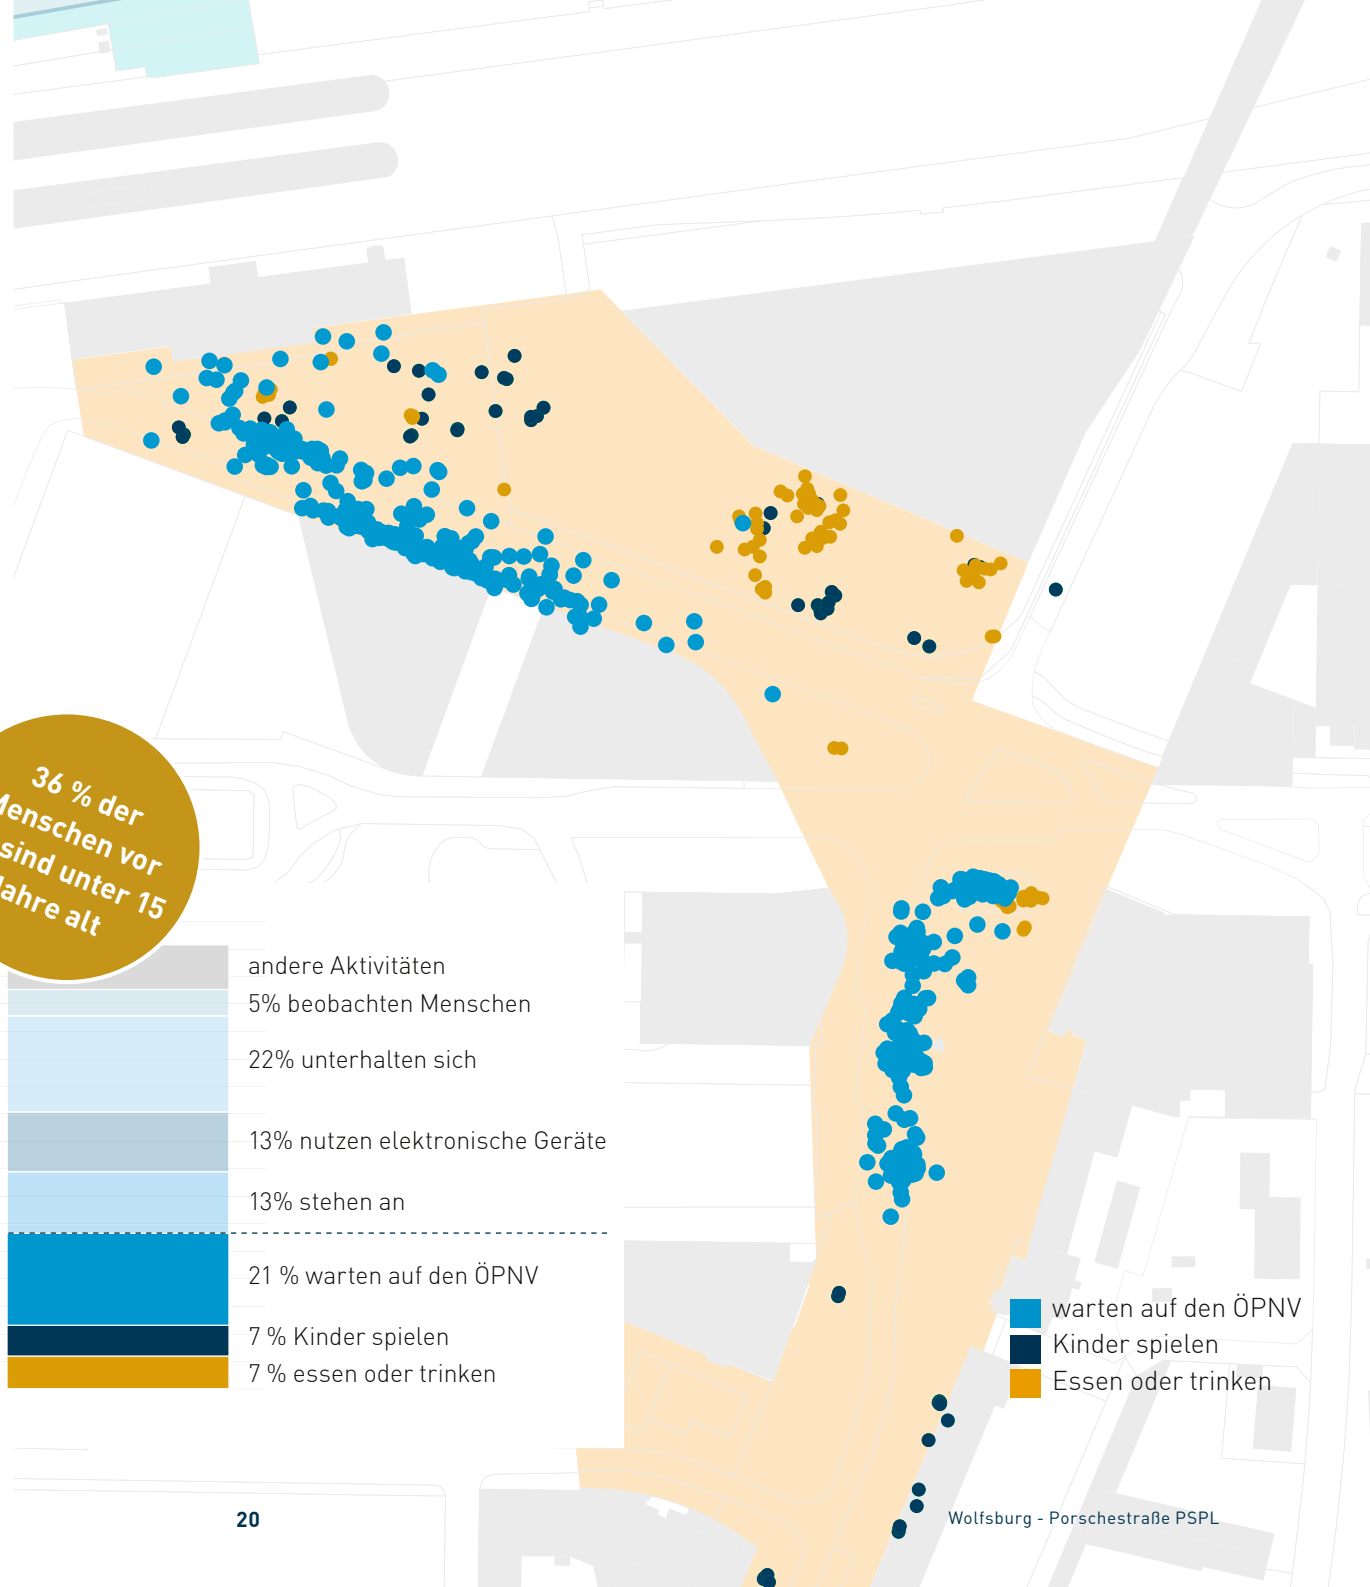 36 % der
Menschen vor
sind unter 15
Jahre alt
andere Aktivitäten
5% beobachten Menschen
22% unterhalten sich
13% nutzen elektronische Geräte
13% stehen an
21 % warten auf den ÖPNV
7 % Kinder spielen
7 % essen oder trinken
warten auf den ÖPNV
Kinder spielen
Essen oder trinken
20
Wolfsburg - Porschestraße PSPL